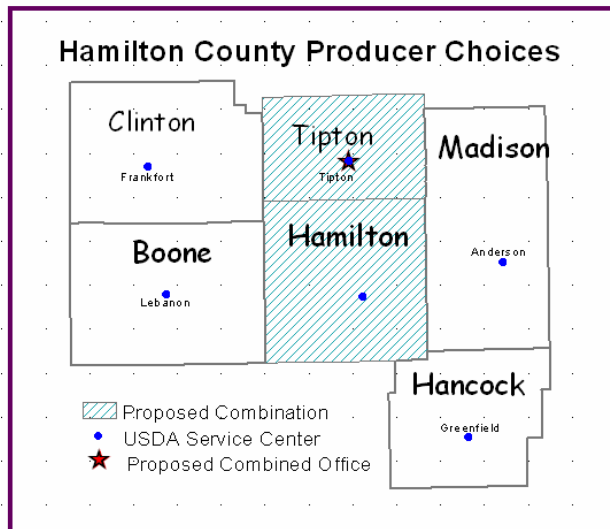 Hamilton County Producer Choices
Clinton
Frankfort
Tipton
Tipton
Madison
Anderson
Boone
Lebanon
Hamilton
Hancock
Greenfield
Proposed Combination
USDA Service Center
Proposed Combined Office